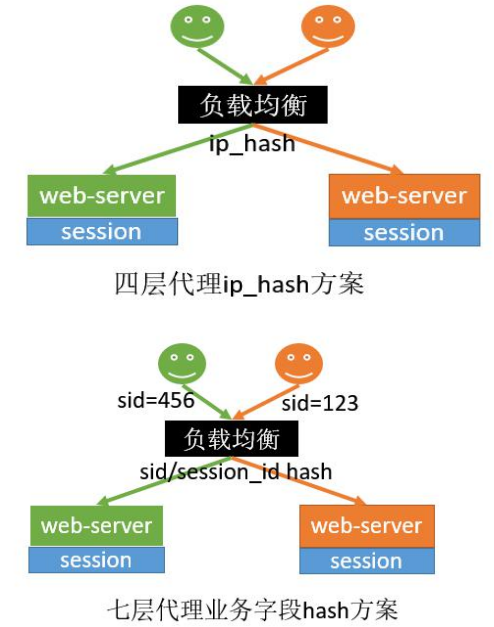 负载均衡
ip_hash
web-server web-server
session session
四层代理ip_hash方案
sid=456 sid=123
负载均衡
sid/session_id hash
web-server web-server
session session
七层代理业务字段hash方案